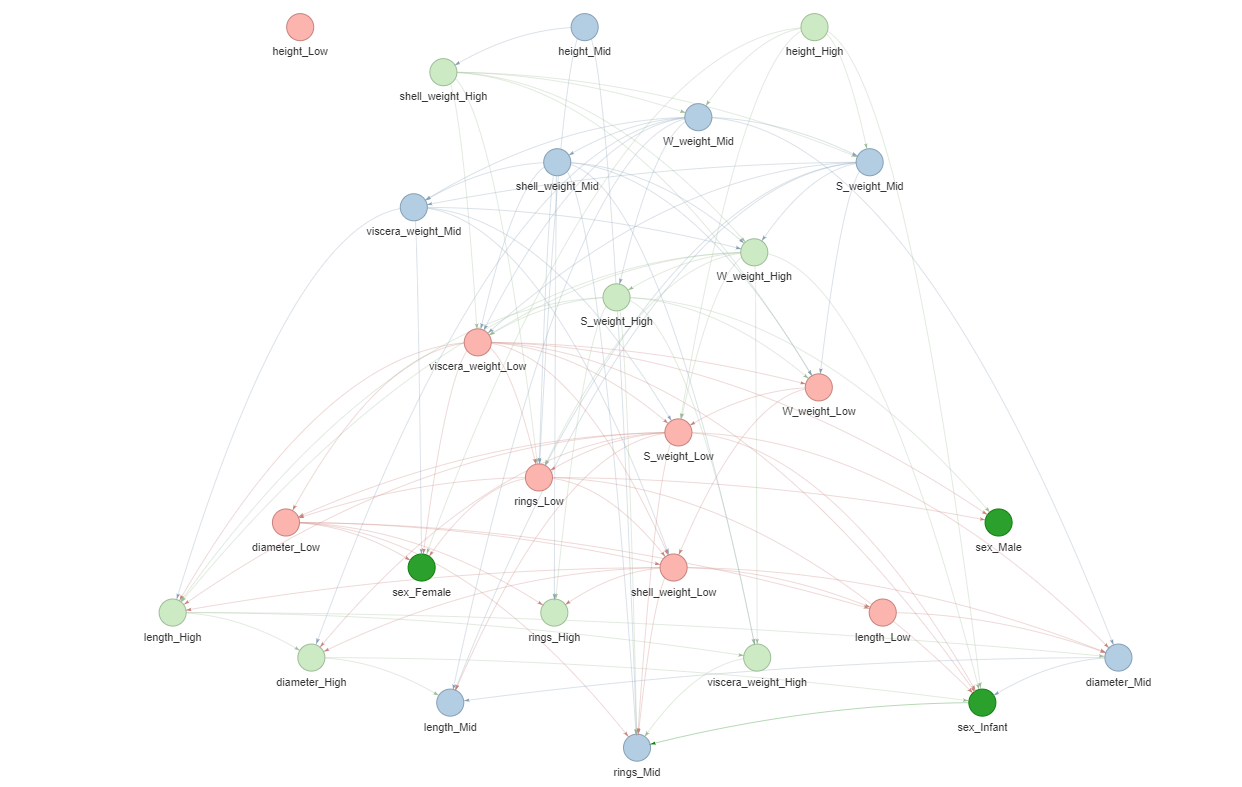 height_Low
height_Mid
height_High
shell_weight_High
W_weight_Mid
shell_weight_Mid
S_weight_Mid
viscera_weight_Mid
W_weight_High
S_weight_High
viscera_weight_Low
W_weight_Low
S_weight_Low
rings_Low
diameter_Low
sex_Male
sex_Female
shell_weight_Low
length_High
rings_High
length_Low
diameter_High
viscera_weight_High
diameter_Mid
length_Mid
sex_Infant
rings_Mid